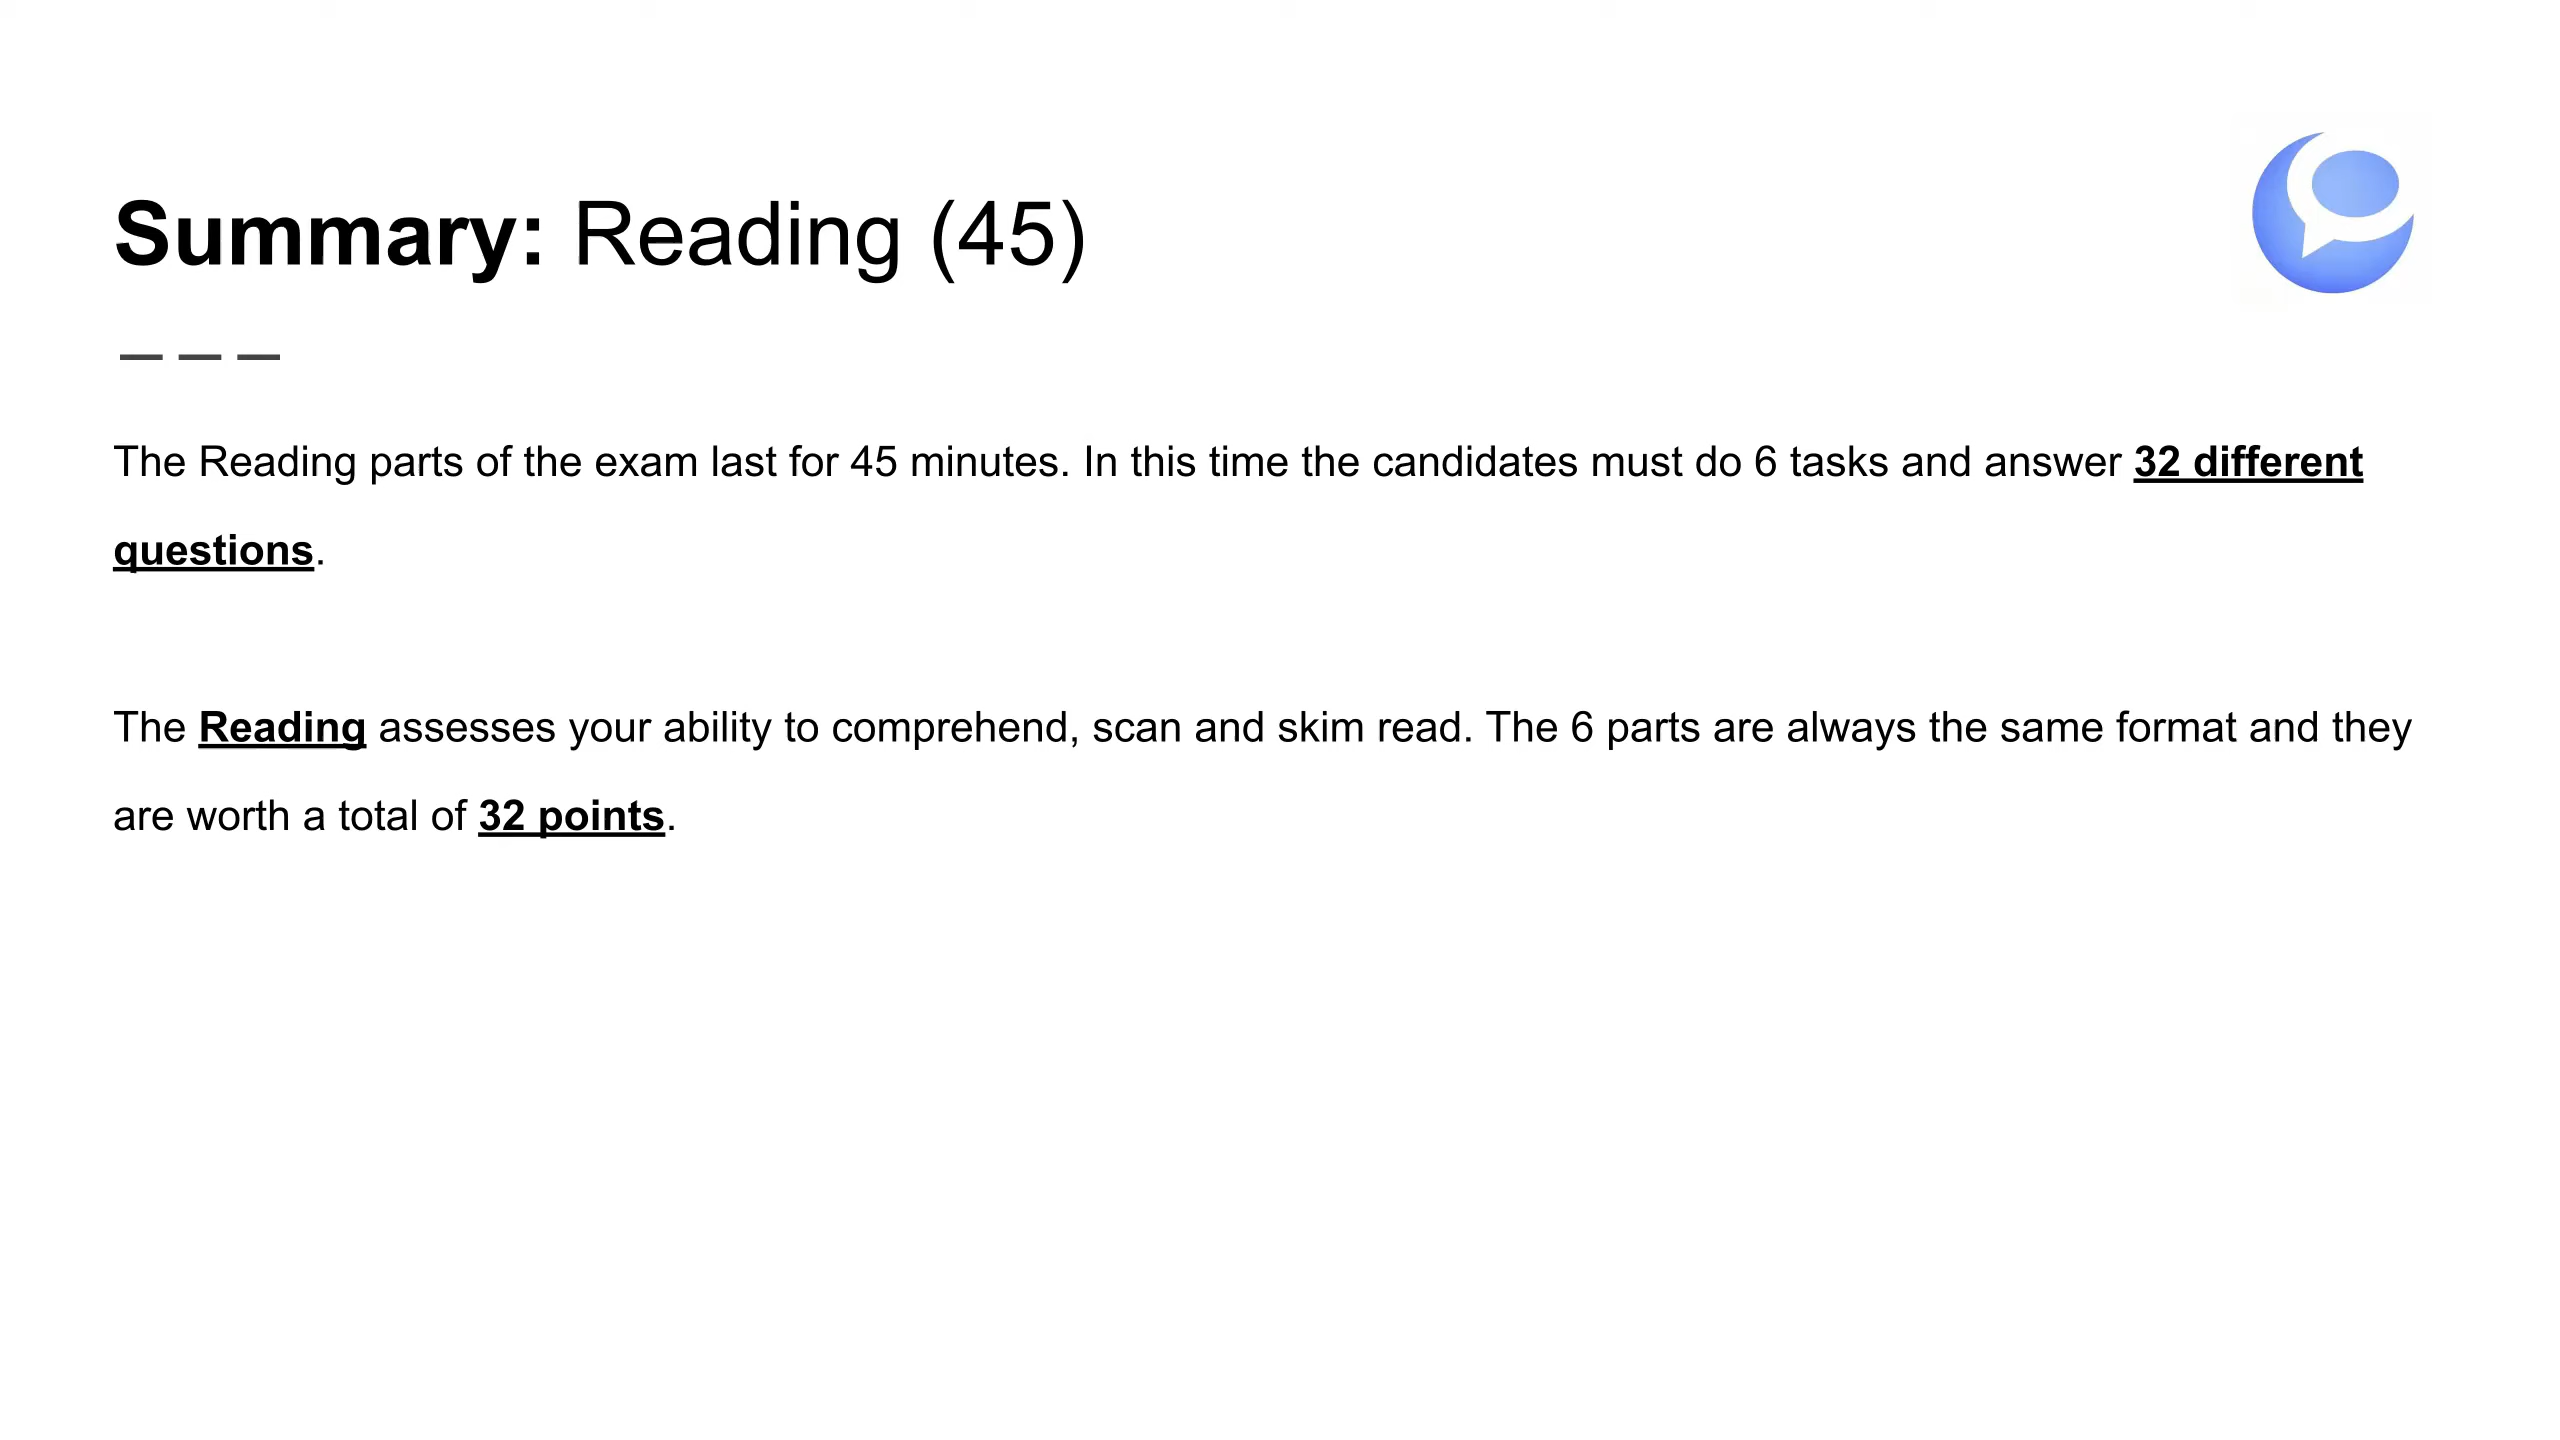 Summary: Reading (45)
The Reading parts of the exam last for 45 minutes. In this time the candidates must do 6 tasks and answer 32 different
questions.
The Reading assesses your ability to comprehend, scan and skim read. The 6 parts are always the same format and they
are worth a total of 32 points.